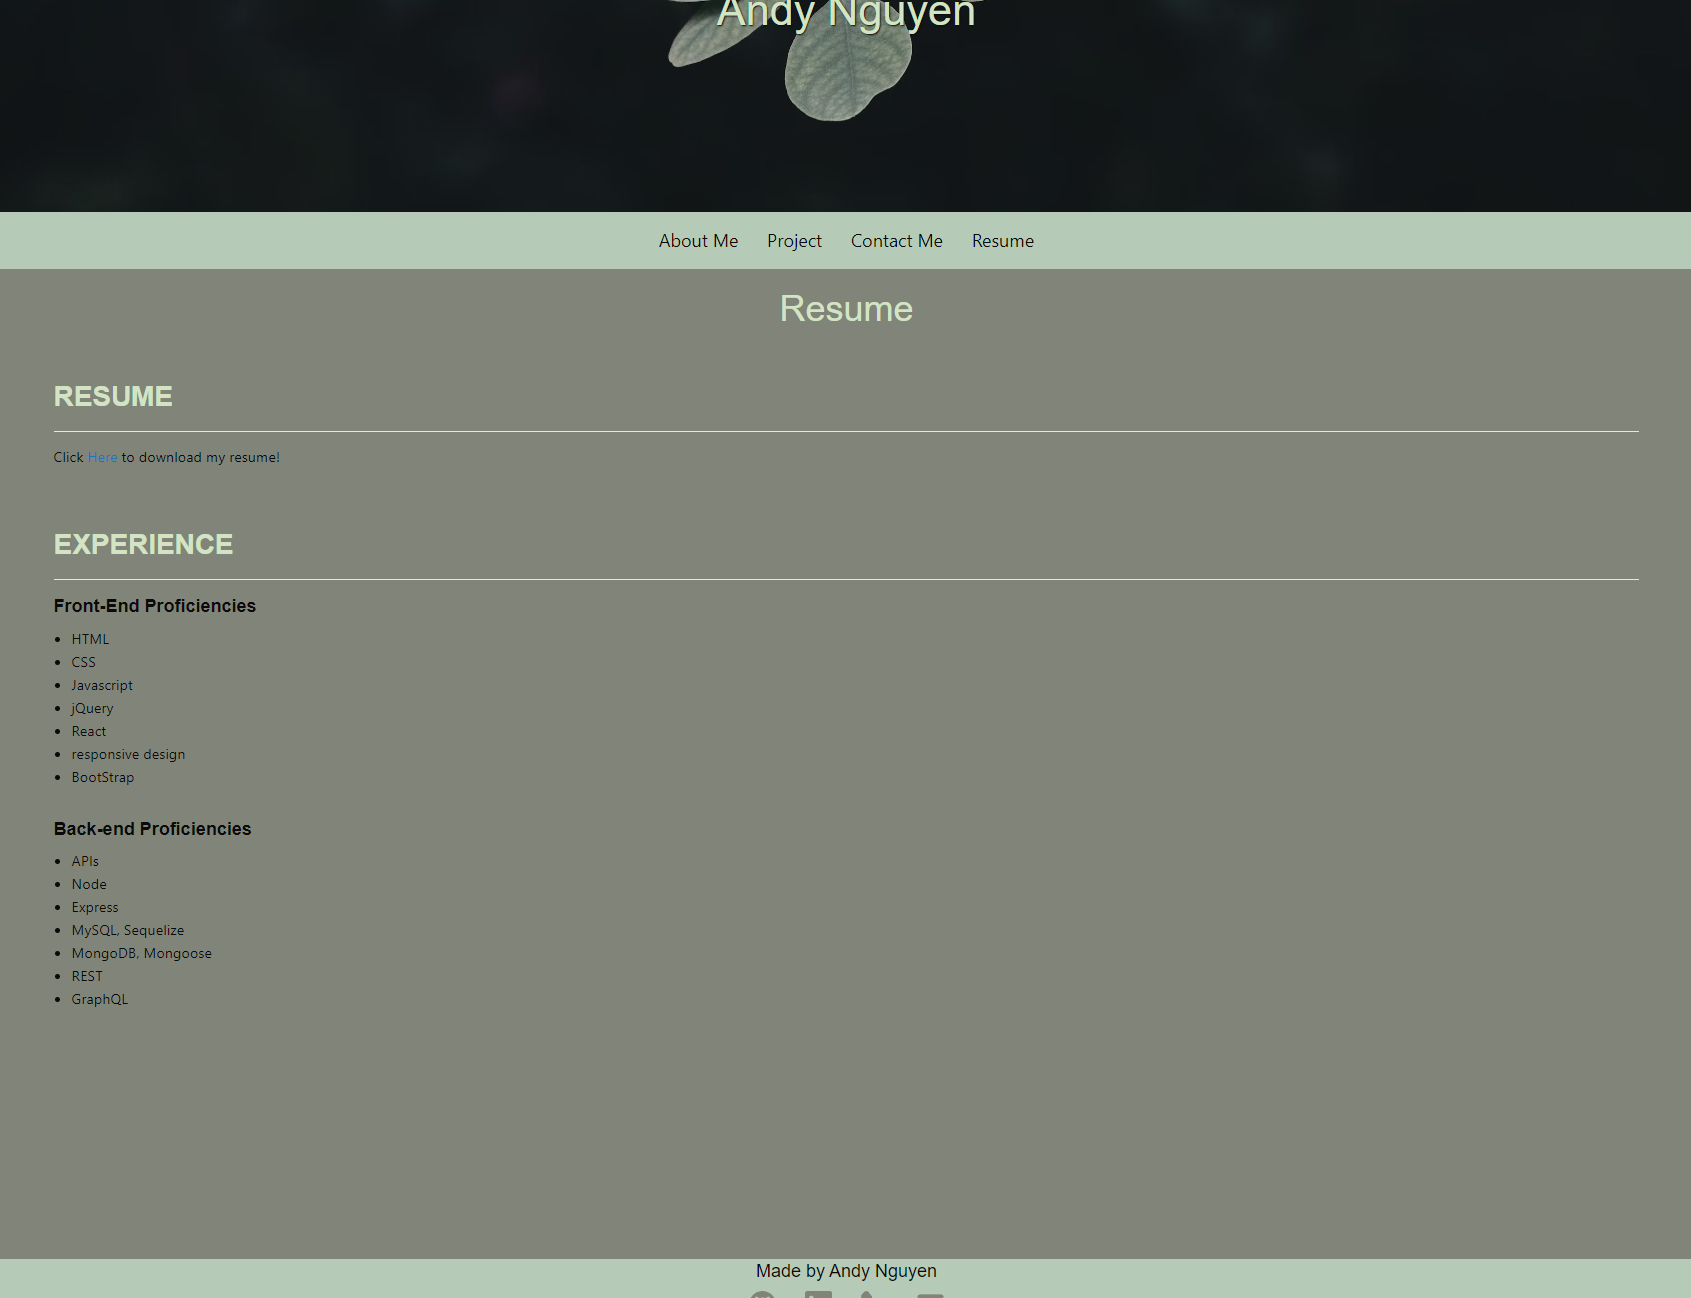 Andy Nguyen
About Me Project Contact Me Resume
Resume
RESUME
Click Here to download my resume!
EXPERIENCE
Front-End Proficiencies
HTML
CSS
Javascript
jQuery
React
responsive design
BootStrap
Back-end Proficiencies
APIs
Node
Express
MySQL, Sequelize
MongoDB, Mongoose
REST
GraphQL
Made by Andy Nguyen